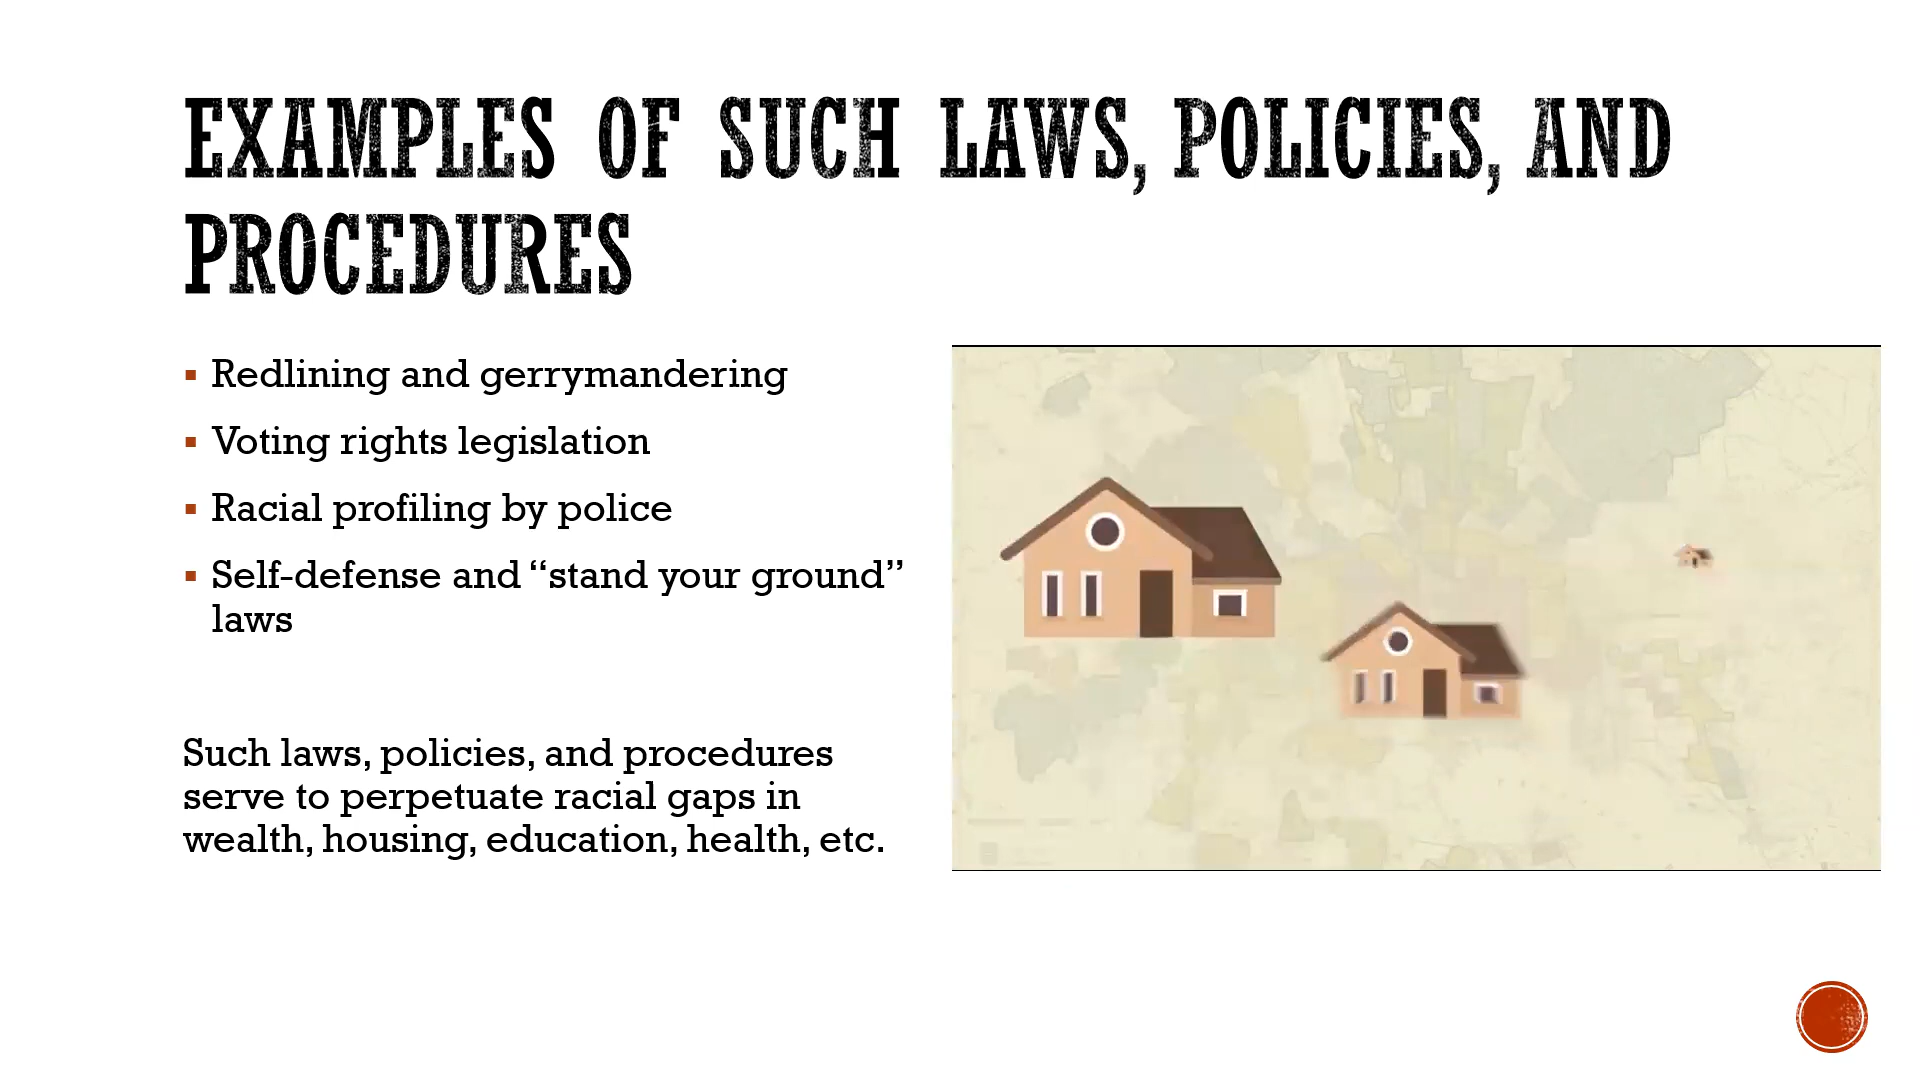 EXAMPLES OF SUCH LAWS, POLICIES, AND
PROCEDURES
▪ Redlining and gerrymandering
▪ Voting rights legislation
▪ Racial profiling by police
▪ Self-defense and “stand your ground”
laws
Such laws, policies, and procedures
serve to perpetuate racial gaps in
wealth, housing, education, health, etc.